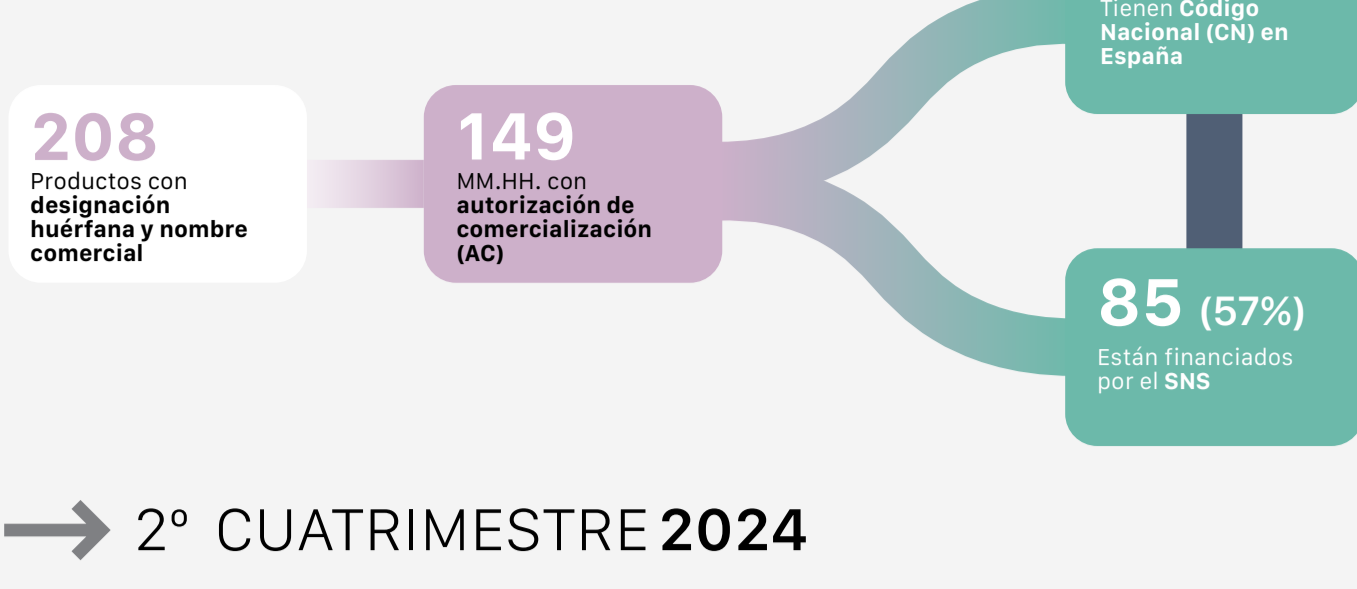 Tienen Código
Nacional (CN) en
España
208
Productos con
designación
huérfana y nombre
comercial
149
MM.HH. con
autorización de
comercialización
(AC)
85 (57%)
Están financiados
por el SNS
2º CUATRIMESTRE 2024